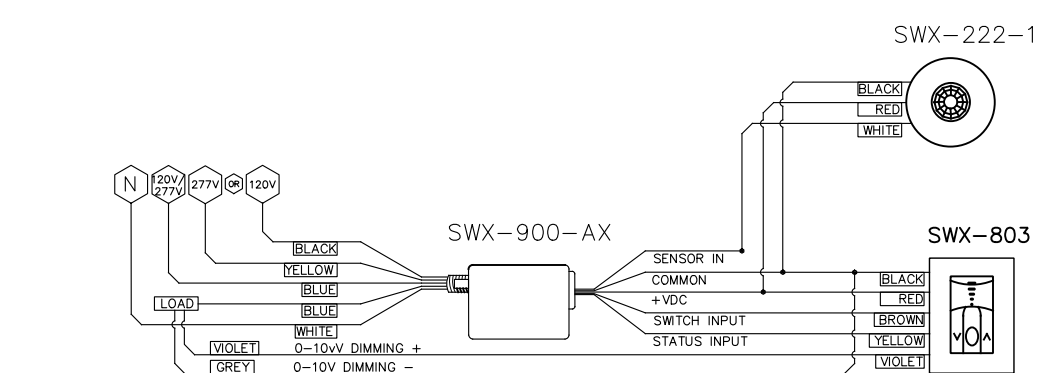 SWX-222-1
BLACK
RED
WHITE
N
120V/
277V
277V
OR
120V
SWX-900-AX
SWX-803
BLACK
YELLOW
BLUE
LOAD
BLUE
WHITE
VIOLET 0-10vV DIMMING +
GREY 0-10V DIMMING -
SENSOR IN
COMMON
+VDC
SWITCH INPUT
STATUS INPUT
BLACK
RED
BROWN
YELLOW
VIOLET